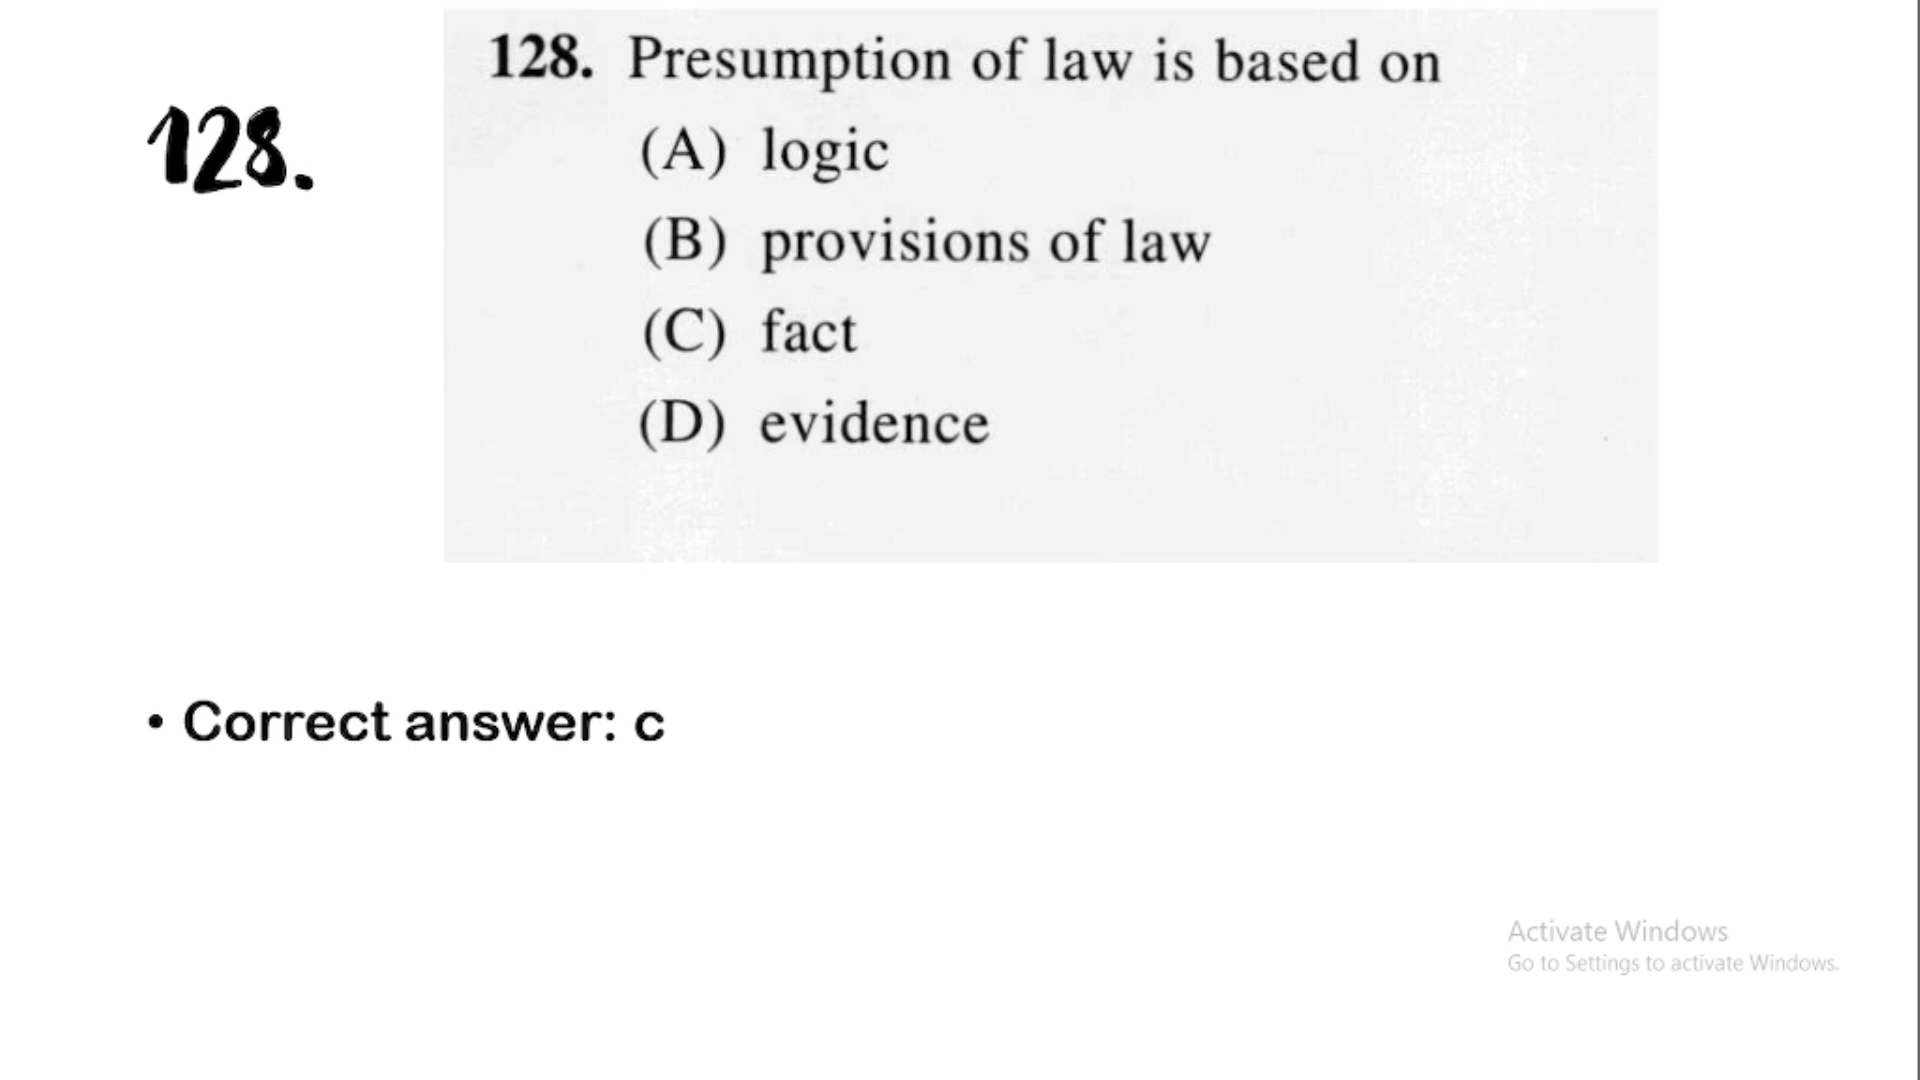 128. Presumption of law is based on
128.
(A) logic
(B) provisions of law
(C) fact
(D) evidence
• Correct answer: c
Activate Windows
Go to Settings to activate Windows.